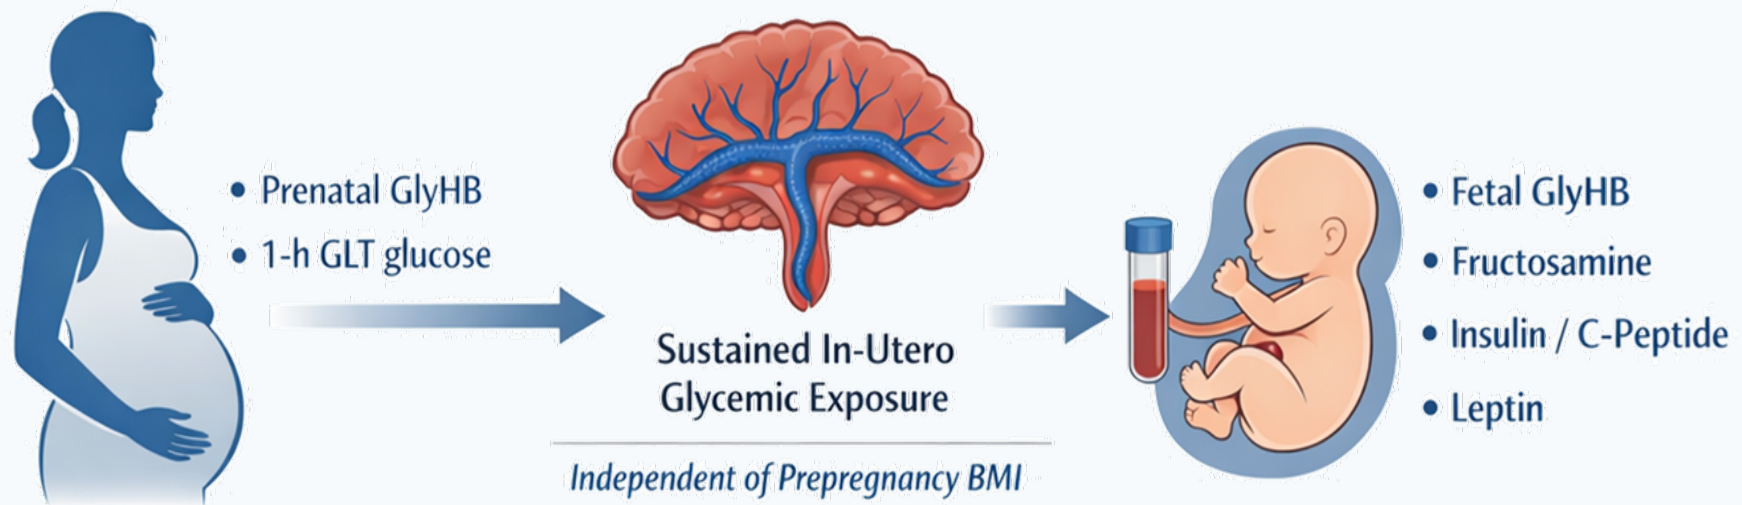 • Prenatal GlyHB
• 1-h GLT glucose
Sustained In-Utero
Glycemic Exposure
Independent of Prepregnancy BMI
• Fetal GlyHB
• Fructosamine
• Insulin / C-Peptide
• Leptin